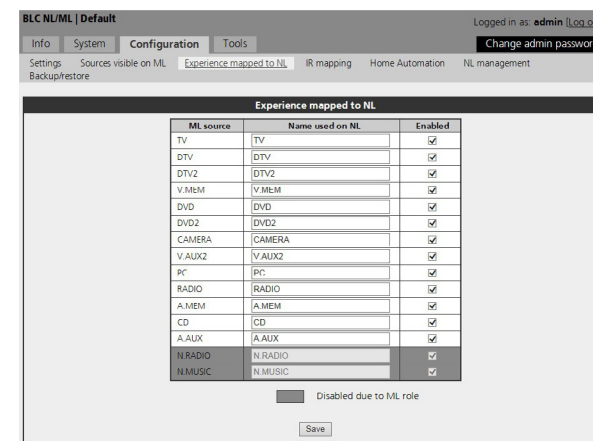 BLC NL/ML | Default
Logged in as: admin [Log o
Info System Configuration Tools
Change admin passwor
Settings Sources visible on ML Experience mapped to NL IR mapping Home Automation NL management
Backup/restore
Experience mapped to NL
ML source Name used on NL Enabled
TV TV
DTV DTV
DTV2 DTV2
V.MEM V.MEM
DVD DVD
DVD2 DVD2
CAMERA CAMERA
V.AUX2 V.AUX2
PC PC
RADIO RADIO
A.MEM A.MEM
CD CD
A.AUX A.AUX
N.RADIO N.RADIO
N.MUSIC N.MUSIC
Disabled due to ML role
Save